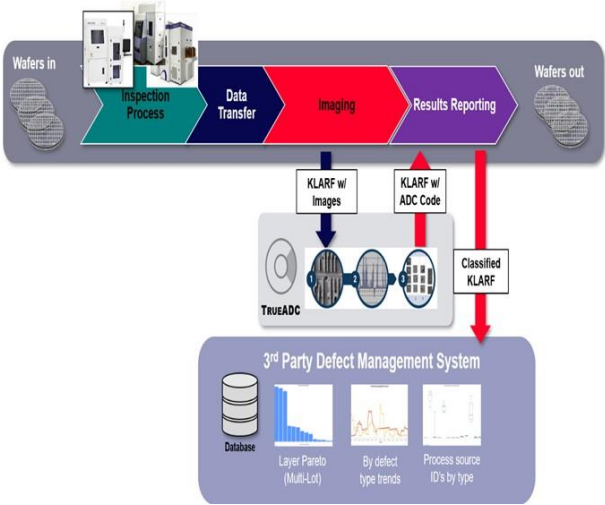 Wafers in
Inspection
Process
Data
Transfer
Imaging
Results Reporting
Wafers out
KLARF w/
Images
KLARF w/
ADC Code
1
2
3
TRUEADC
Classified
KLARF
3rd Party Defect Management System
Database
Layer Pareto
(Multi-Lot)
By defect
type trends
Process source
ID's by type